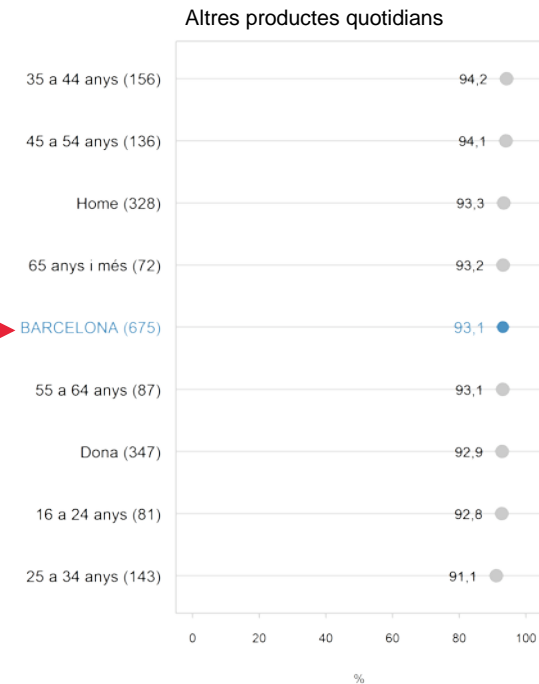 Altres productes quotidians
35 a 44 anys (156) 94,2
45 a 54 anys (136) 94,1
Home (328) 93,3
65 anys i més (72) 93,2
BARCELONA (675) 93,1
55 a 64 anys (87) 93,1
Dona (347) 92,9
16 a 24 anys (81) 92,8
25 a 34 anys (143) 91,1
0 20 40 60 80 100
%